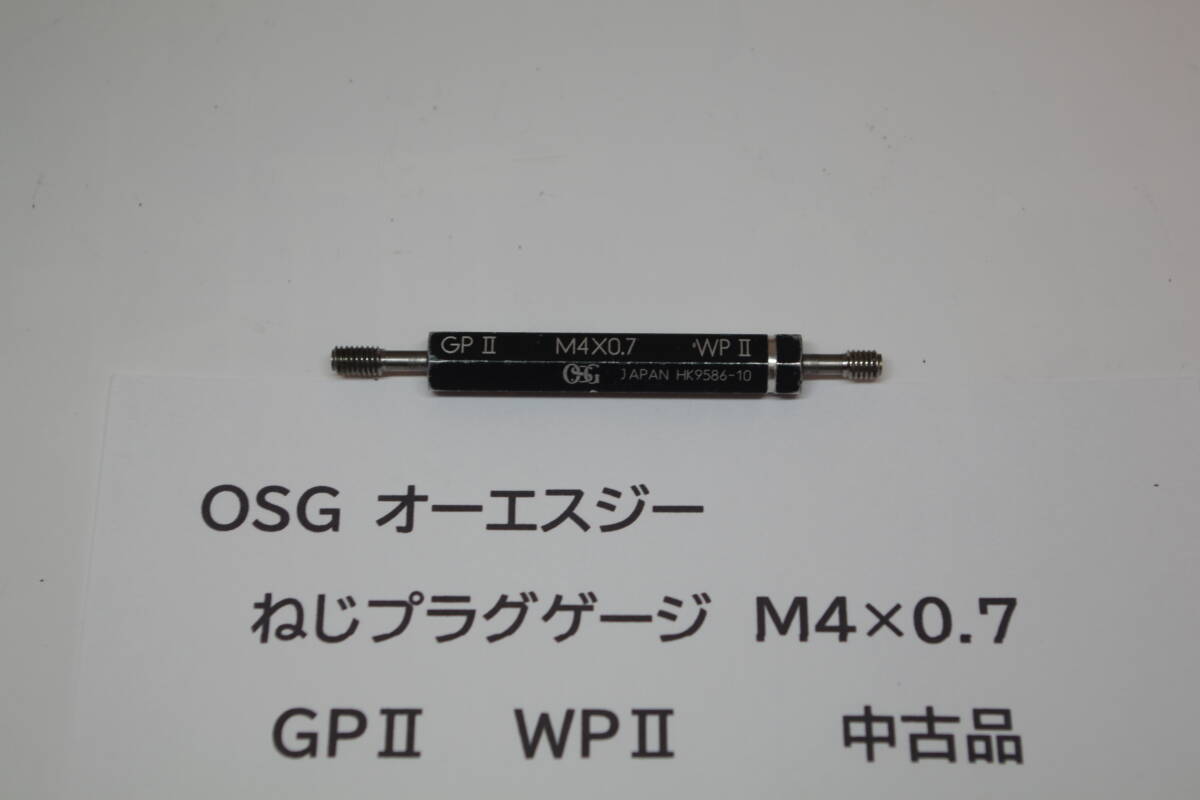 GP Ⅱ M4X0.7 WP Ⅱ
OSG JAPAN HK9586-10
OSG オーエスジー
ねじプラグゲージ M4×0.7
GPⅡ WPⅡ 中古品